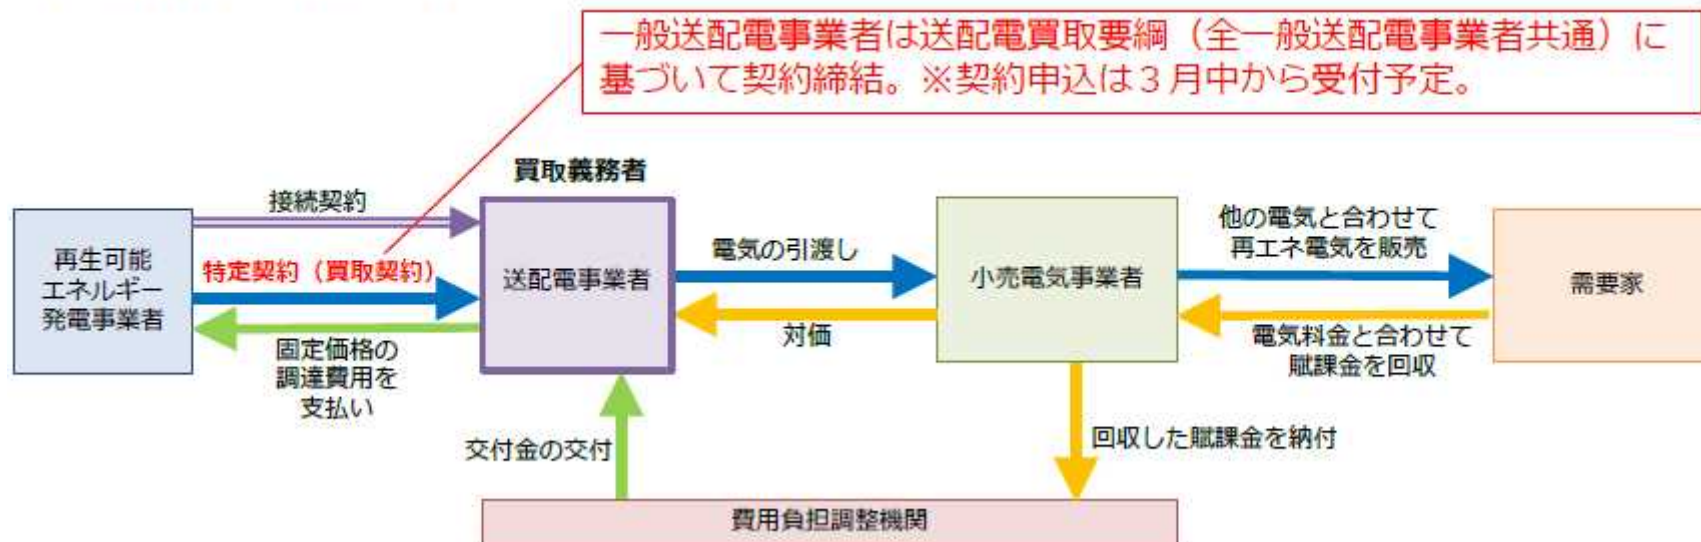 一般送配電事業者は送配電買取要綱（全一般送配電事業者共通）に
基づいて契約締結。※契約申込は３月中から受付予定。
買取義務者
接続契約
再生可能
エネルギー
発電事業者
特定契約（買取契約）
固定価格の
調達費用を
支払い
送配電事業者
電気の引渡し
対価
小売電気事業者
他の電気と合わせて
再エネ電気を販売
電気料金と合わせて
賦課金を回収
需要家
交付金の交付
回収した賦課金を納付
費用負担調整機関